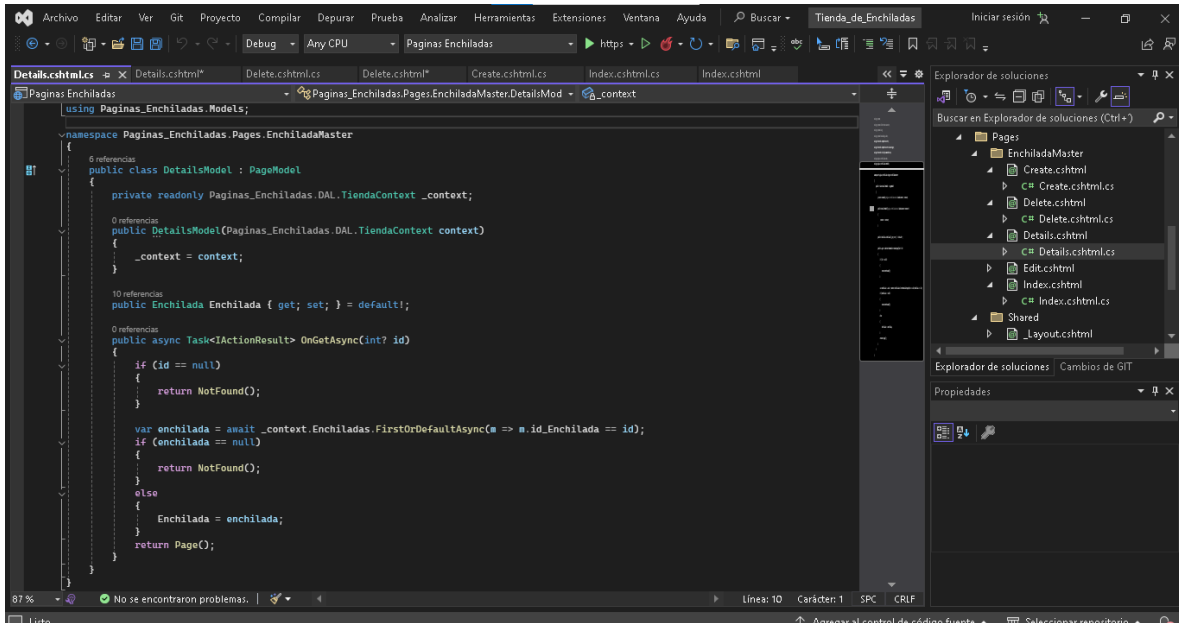 Archivo Editar Ver Git Proyecto Compilar Depurar Prueba Analizar Herramientas Extensiones Ventana Ayuda Buscar Tienda_de_Enchiladas Iniciar sesión
Debug Any CPU Paginas Enchiladas https
Details.cshtml.cs Details.cshtml* Delete.cshtml.cs Delete.cshtml* Create.cshtml.cs Index.cshtml.cs Index.cshtml
Paginas Enchiladas Paginas_Enchiladas.Pages.EnchiladaMaster.DetailsMod _context
using Paginas_Enchiladas.Models;
namespace Paginas_Enchiladas.Pages.EnchiladaMaster
{
6 referencias
public class DetailsModel : PageModel
{
private readonly Paginas_Enchiladas.DAL.TiendaContext _context;
0 referencias
public DetailsModel(Paginas_Enchiladas.DAL.TiendaContext context)
{
_context = context;
}
10 referencias
public Enchilada Enchilada { get; set; } = default!;
0 referencias
public async Task<IActionResult> OnGetAsync(int? id)
{
if (id == null)
{
return NotFound();
}
var enchilada = await _context.Enchiladas.FirstOrDefaultAsync(m => m.id_Enchilada == id);
if (enchilada == null)
{
return NotFound();
}
else
{
Enchilada = enchilada;
}
return Page();
}
}
}
87 % No se encontraron problemas. Línea: 10 Carácter: 1 SPC CRLF
Explorador de soluciones
Buscar en Explorador de soluciones (Ctrl+´)
Pages
EnchiladaMaster
Create.cshtml
C# Create.cshtml.cs
Delete.cshtml
C# Delete.cshtml.cs
Details.cshtml
C# Details.cshtml.cs
Edit.cshtml
Index.cshtml
C# Index.cshtml.cs
Shared
_Layout.cshtml
Explorador de soluciones Cambios de GIT
Propiedades
Listo Agregar al control de código fuente Seleccionar repositorio